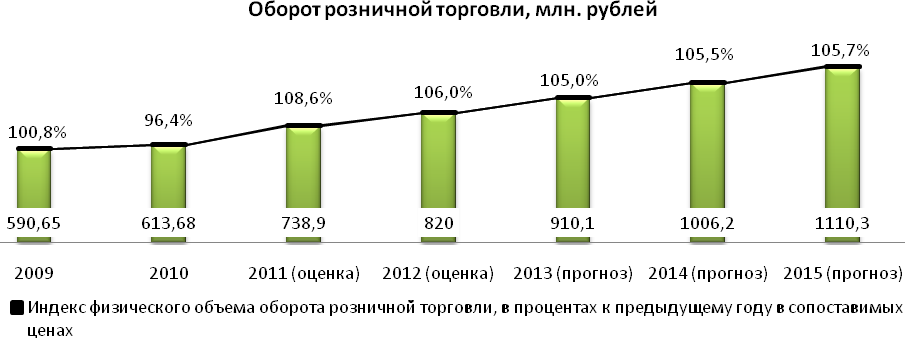 Оборот розничной торговли, млн. рублей
100,8% 96,4% 108,6% 106,0% 105,0% 105,5% 105,7%
590,65 613,68 738,9 820 910,1 1006,2 1110,3
2009 2010 2011 (оценка) 2012 (оценка) 2013 (прогноз) 2014 (прогноз) 2015 (прогноз)
Индекс физического объема оборота розничной торговли, в процентах к предыдущему году в сопоставимых
ценах